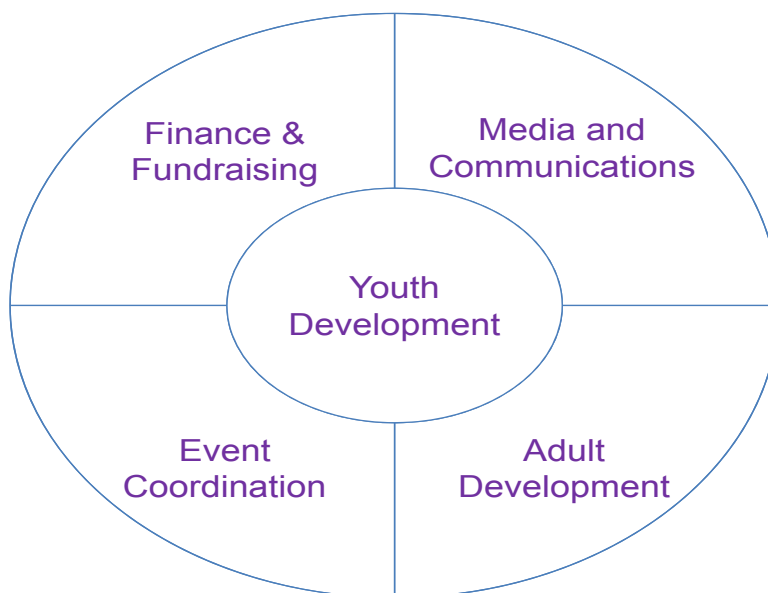 Finance &
Fundraising
Media and
Communications
Youth
Development
Event
Coordination
Adult
Development